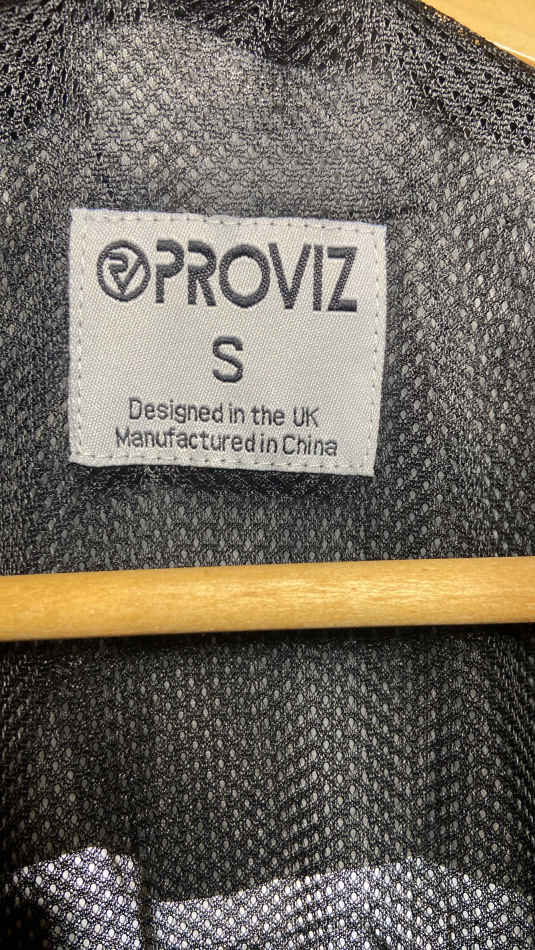 PROVIZ
S
Designed in the UK
Manufactured in China